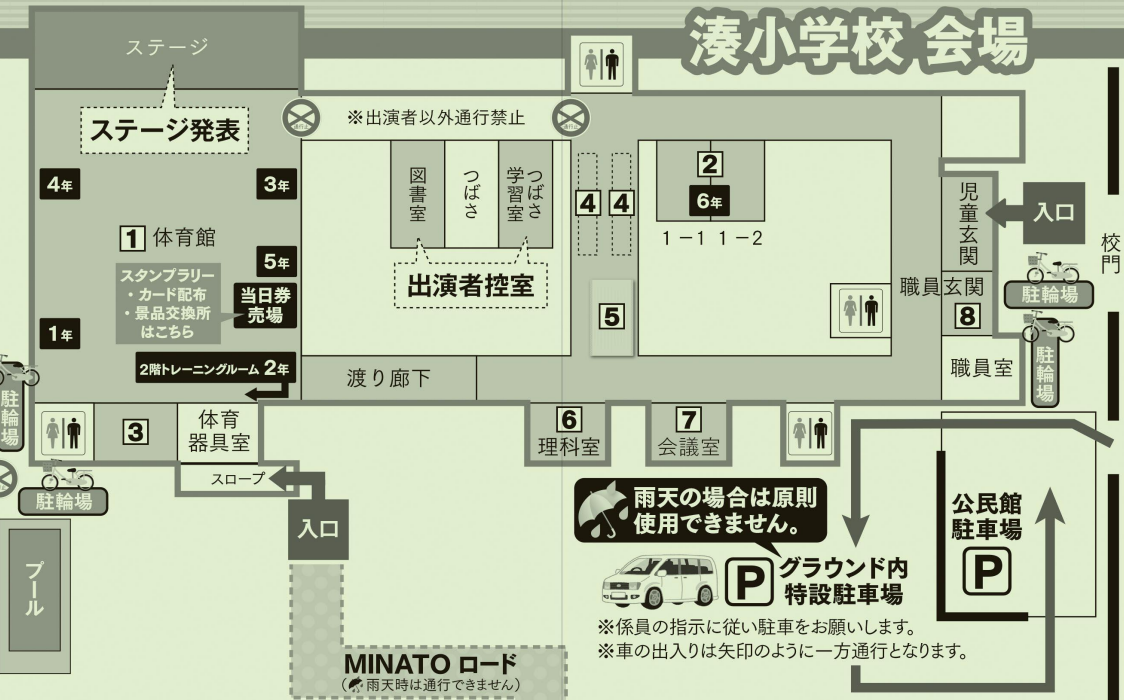 湊小学校 会場
ステージ
ステージ発表
※出演者以外通行禁止
4年
3年
1 体育館
5年
スタンプラリー
・カード配布
・景品交換所
はこちら
当日券
売場
1年
2階トレーニングルーム 2年
図書室
つばさ
つばさ
学習室
出演者控室
4
4
5
2
6年
1－1 1－2
児童玄関
入口
校門
職員玄関
8
駐輪場
駐輪場
職員室
渡り廊下
駐輪場
3
体育
器具室
6
理科室
7
会議室
スロープ
駐輪場
入口
プール
MINATO ロード
(雨天時は通行できません)
雨天の場合は原則
使用できません。
P
グラウンド内
特設駐車場
※係員の指示に従い駐車をお願いします。
※車の出入りは矢印のように一方通行となります。
公民館
駐車場
P